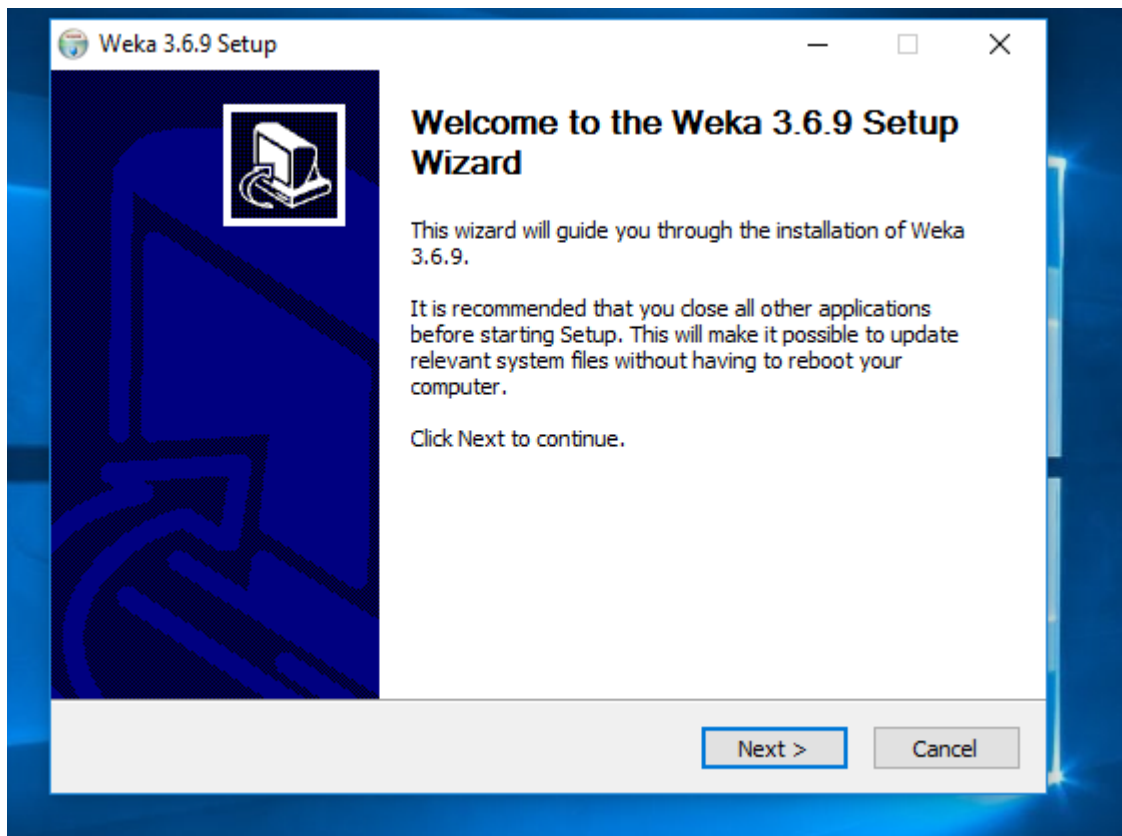 Weka 3.6.9 Setup
Welcome to the Weka 3.6.9 Setup
Wizard
This wizard will guide you through the installation of Weka
3.6.9.
It is recommended that you close all other applications
before starting Setup. This will make it possible to update
relevant system files without having to reboot your
computer.
Click Next to continue.
Next >
Cancel